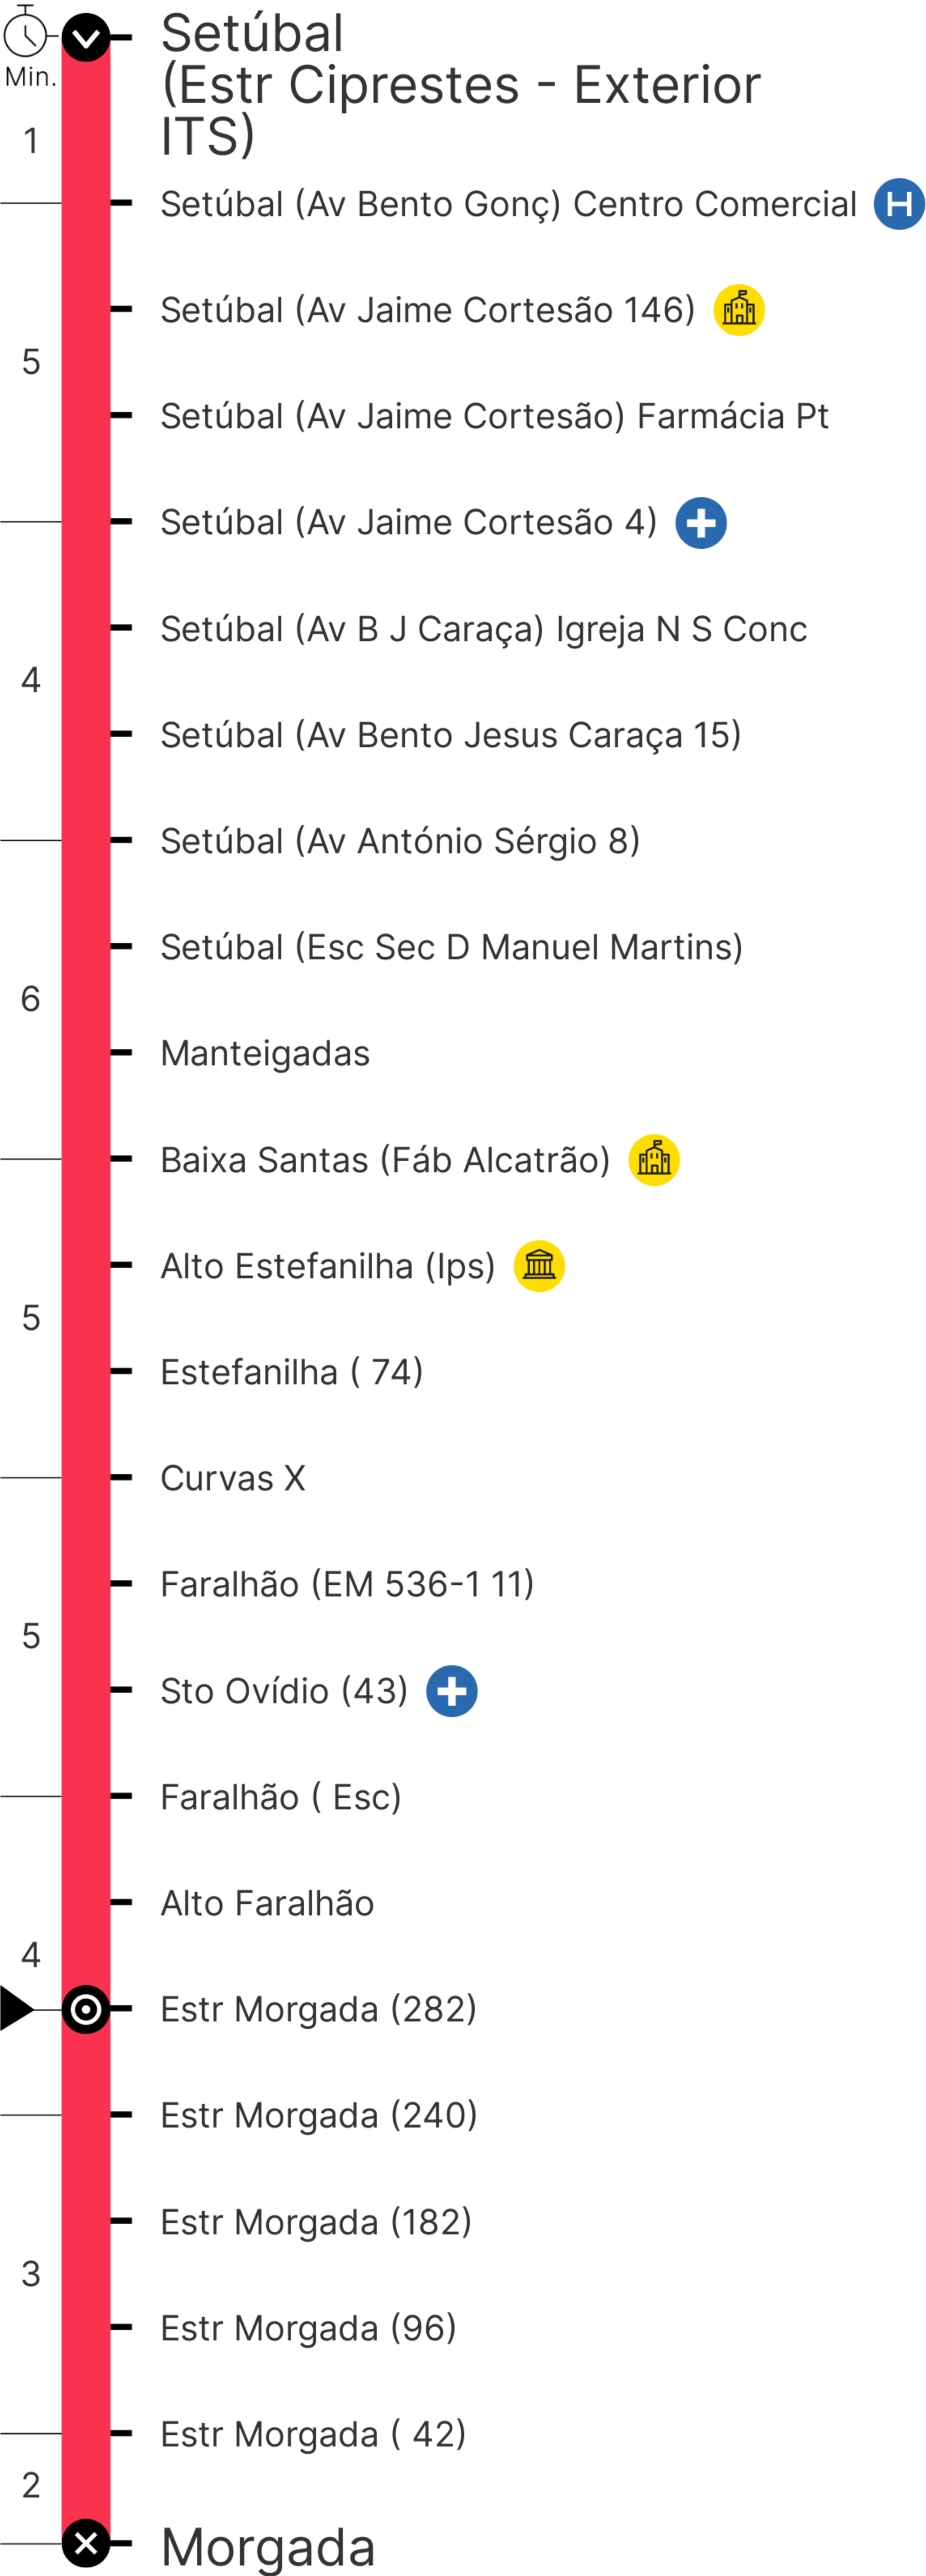 Setúbal
(Estr Ciprestes - Exterior
ITS)
Min.
1
Setúbal (Av Bento Gonç) Centro Comercial H
Setúbal (Av Jaime Cortesão 146)
5
Setúbal (Av Jaime Cortesão) Farmácia Pt
Setúbal (Av Jaime Cortesão 4)
Setúbal (Av B J Caraça) Igreja N S Conc
4
Setúbal (Av Bento Jesus Caraça 15)
Setúbal (Av António Sérgio 8)
Setúbal (Esc Sec D Manuel Martins)
6
Manteigadas
Baixa Santas (Fáb Alcatrão)
Alto Estefanilha (Ips)
5
Estefanilha ( 74)
Curvas X
Faralhão (EM 536-1 11)
5
Sto Ovídio (43)
Faralhão ( Esc)
Alto Faralhão
4
Estr Morgada (282)
Estr Morgada (240)
Estr Morgada (182)
3
Estr Morgada (96)
Estr Morgada ( 42)
2
Morgada